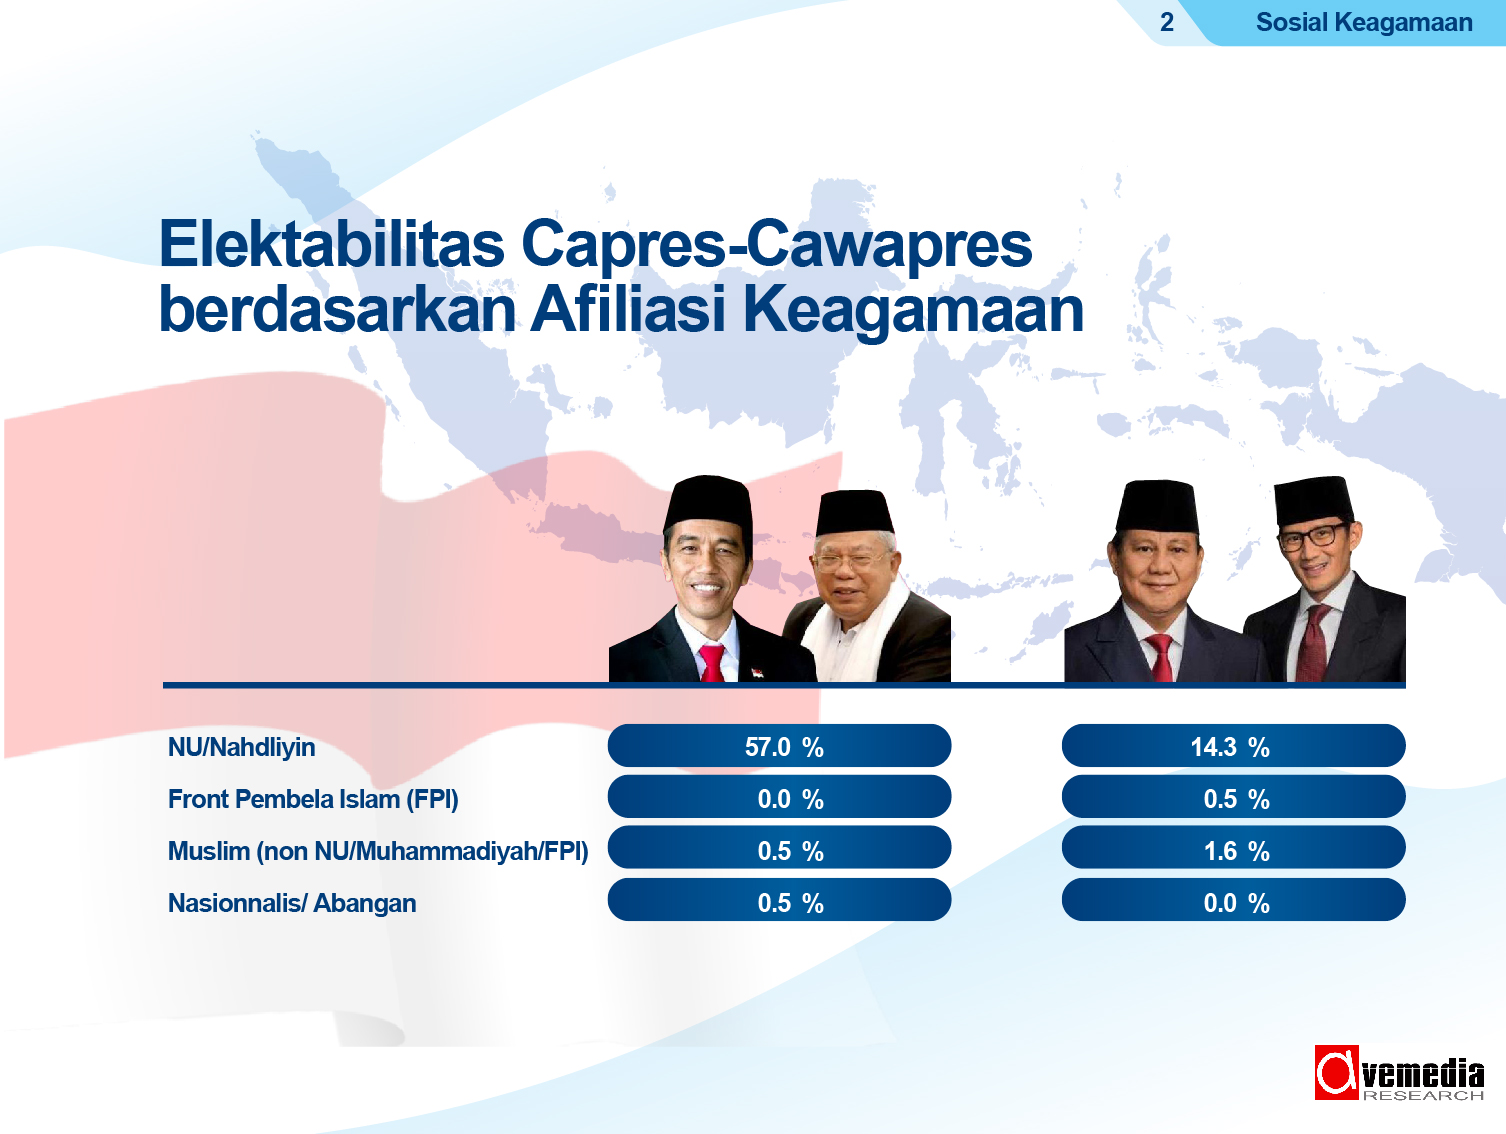 2 Sosial Keagamaan
Elektabilitas Capres-Cawapres
berdasarkan Afiliasi Keagamaan
NU/Nahdliyin 57.0 % 14.3 %
Front Pembela Islam (FPI) 0.0 % 0.5 %
Muslim (non NU/Muhammadiyah/FPI) 0.5 % 1.6 %
Nasionnalis/ Abangan 0.5 % 0.0 %
avemedia
RESEARCH